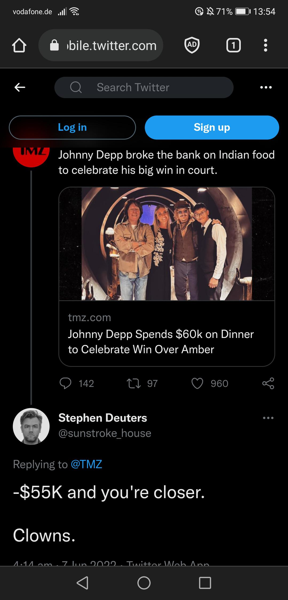 vodafone.de
71%
13:54
AD
bile.twitter.com
1
Search Twitter
Log in
Sign up
TMZ
Johnny Depp broke the bank on Indian food
to celebrate his big win in court.
tmz.com
Johnny Depp Spends $60k on Dinner
to Celebrate Win Over Amber
142
97
960
Stephen Deuters
@sunstroke_house
Replying to @TMZ
-$55K and you're closer.
Clowns.
4:14 am · 7 Jun 2022 · Twitter Web App